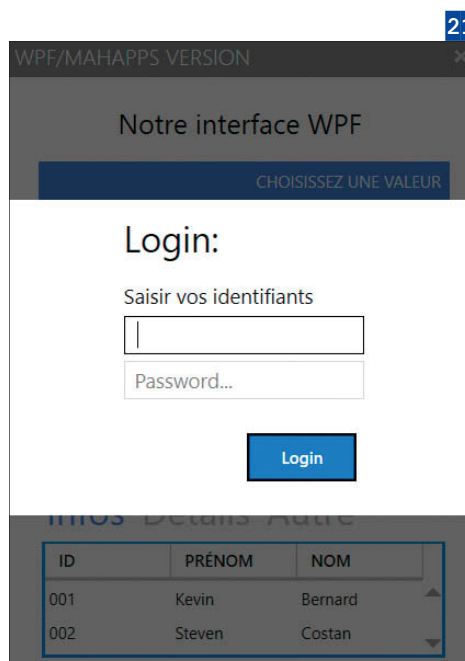 21
WPF/MAHAPPS VERSION
Notre interface WPF
CHOISISSEZ UNE VALEUR
Login:
Saisir vos identifiants
Password...
Login
Infos Détails Autre
ID PRÉNOM NOM
001 Kevin Bernard
002 Steven Costan